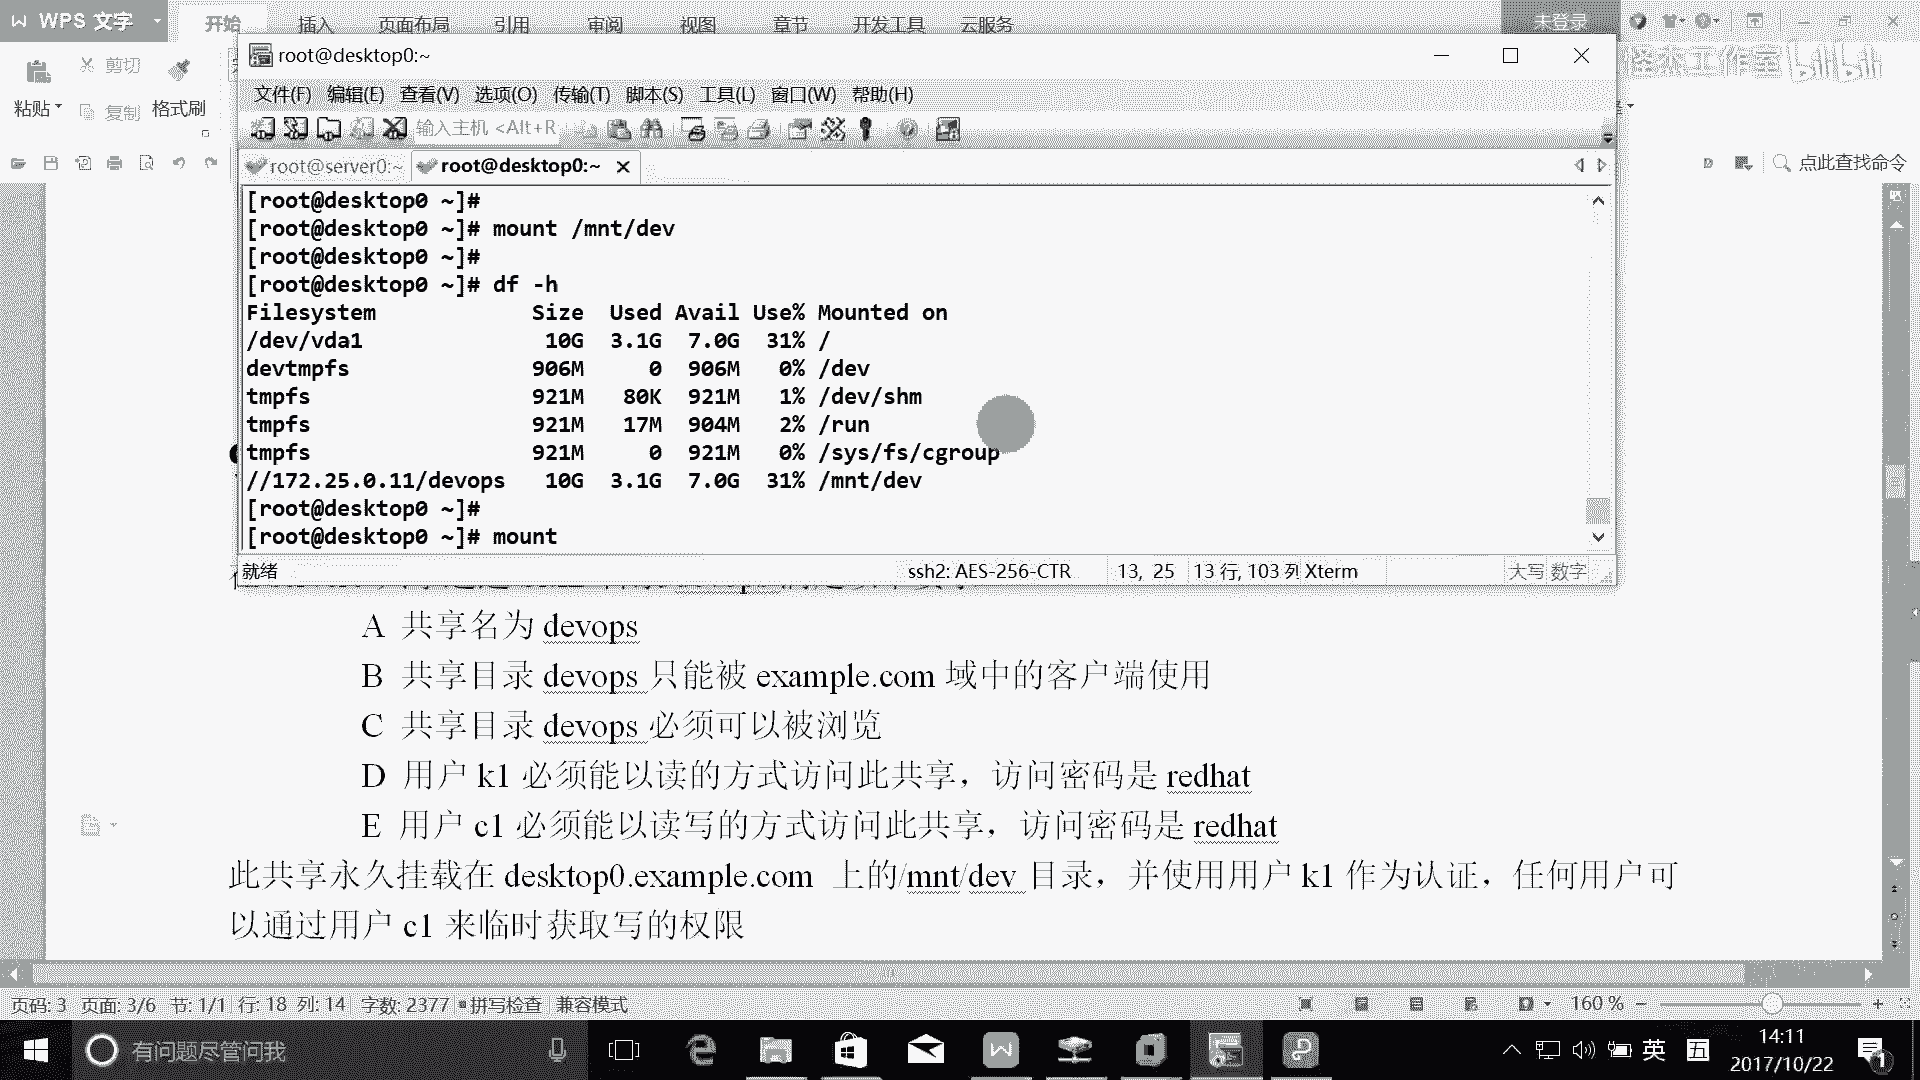 WPS 文字
开始 插入 页面布局 引用 审阅 视图 章节 开发工具 云服务 未登录
root@desktop0:~
怪杰工作室 bilibili
剪切
粘贴 复制 格式刷
文件(F) 编辑(E) 查看(V) 选项(O) 传输(T) 脚本(S) 工具(L) 窗口(W) 帮助(H)
输入主机 <Alt+R
root@server0:~ root@desktop0:~
点此查找命令
[root@desktop0 ~]#
[root@desktop0 ~]# mount /mnt/dev
[root@desktop0 ~]#
[root@desktop0 ~]# df -h
Filesystem Size Used Avail Use% Mounted on
/dev/vda1 10G 3.1G 7.0G 31% /
devtmpfs 906M 0 906M 0% /dev
tmpfs 921M 80K 921M 1% /dev/shm
tmpfs 921M 17M 904M 2% /run
tmpfs 921M 0 921M 0% /sys/fs/cgroup
//172.25.0.11/devops 10G 3.1G 7.0G 31% /mnt/dev
[root@desktop0 ~]#
[root@desktop0 ~]# mount
就绪 ssh2: AES-256-CTR 13, 25 13 行, 103 列 Xterm 大写 数字
A 共享名为 devops
B 共享目录 devops 只能被 example.com 域中的客户端使用
C 共享目录 devops 必须可以被浏览
D 用户 k1 必须能以读的方式访问此共享，访问密码是 redhat
E 用户 c1 必须能以读写的方式访问此共享，访问密码是 redhat
此共享永久挂载在 desktop0.example.com 上的/mnt/dev 目录，并使用用户 k1 作为认证，任何用户可
以通过用户 c1 来临时获取写的权限
页码: 3 页面: 3/6 节: 1/1 行: 18 列: 14 字数: 2377 拼写检查 兼容模式 160 %
有问题尽管问我 英 五 14:11
2017/10/22 1